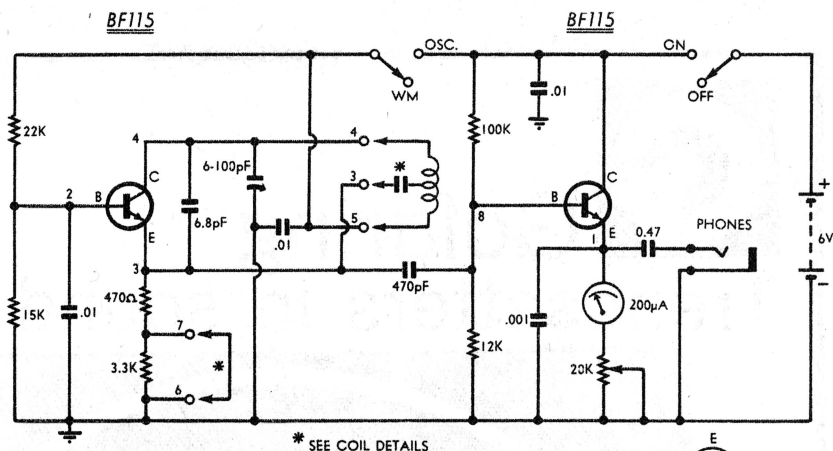 BF115 BF115
OSC. ON
WM .01 OFF
22K 4 4 100K
6-100pF * C
2 C 3 +
B B
6.8pF 5 8 PHONES
E .01 1 E 0.47 6V
3 470pF -
470Ω
15K .01 7 .001 200µA
3.3K * 12K 20K
6
* SEE COIL DETAILS E